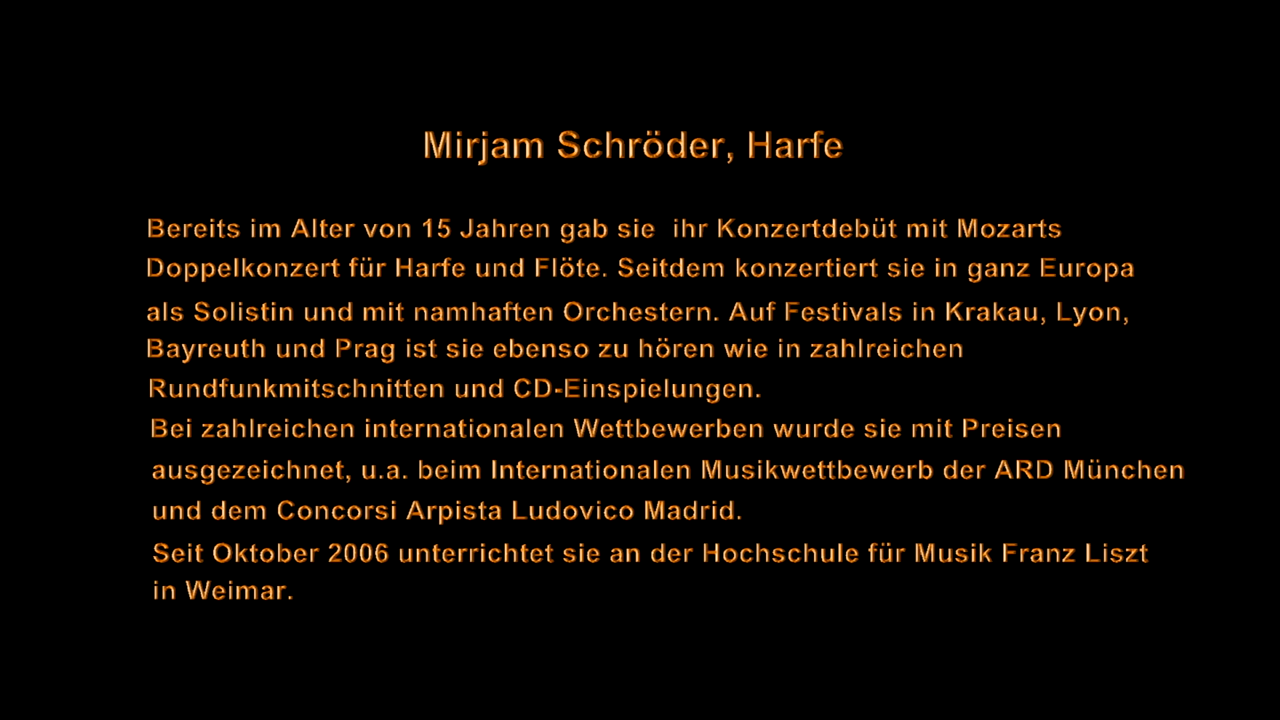 Mirjam Schröder, Harfe
Bereits im Alter von 15 Jahren gab sie  ihr Konzertdebüt mit Mozarts
Doppelkonzert für Harfe und Flöte. Seitdem konzertiert sie in ganz Europa
als Solistin und mit namhaften Orchestern. Auf Festivals in Krakau, Lyon,
Bayreuth und Prag ist sie ebenso zu hören wie in zahlreichen
Rundfunkmitschnitten und CD-Einspielungen.
Bei zahlreichen internationalen Wettbewerben wurde sie mit Preisen
ausgezeichnet, u.a. beim Internationalen Musikwettbewerb der ARD München
und dem Concorsi Arpista Ludovico Madrid.
Seit Oktober 2006 unterrichtet sie an der Hochschule für Musik Franz Liszt
in Weimar.